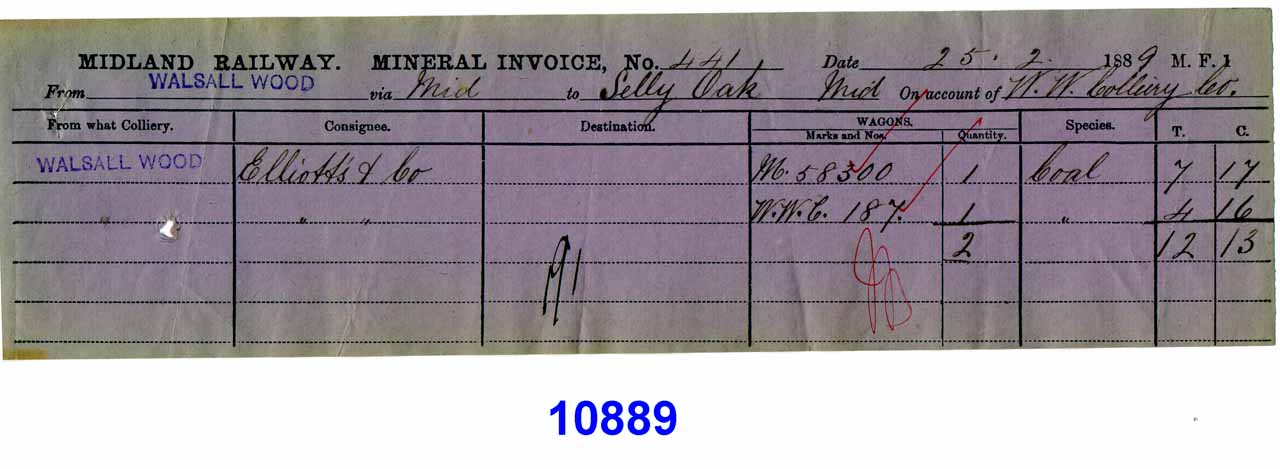 MIDLAND RAILWAY. MINERAL INVOICE, No. 441 Date 25. 2. 1889 M. F. 1
From WALSALL WOOD via Mid to Selly Oak Mid On account of W. W. Colliery Co.
From what Colliery. Consignee. Destination. WAGONS. Marks and Nos. Quantity. Species. T. C.
WALSALL WOOD Elliotts & Co M. 58300 1 Coal 7 17
" " " W.W.C. 187. 1 " 4 16
2 12 13
91
10889